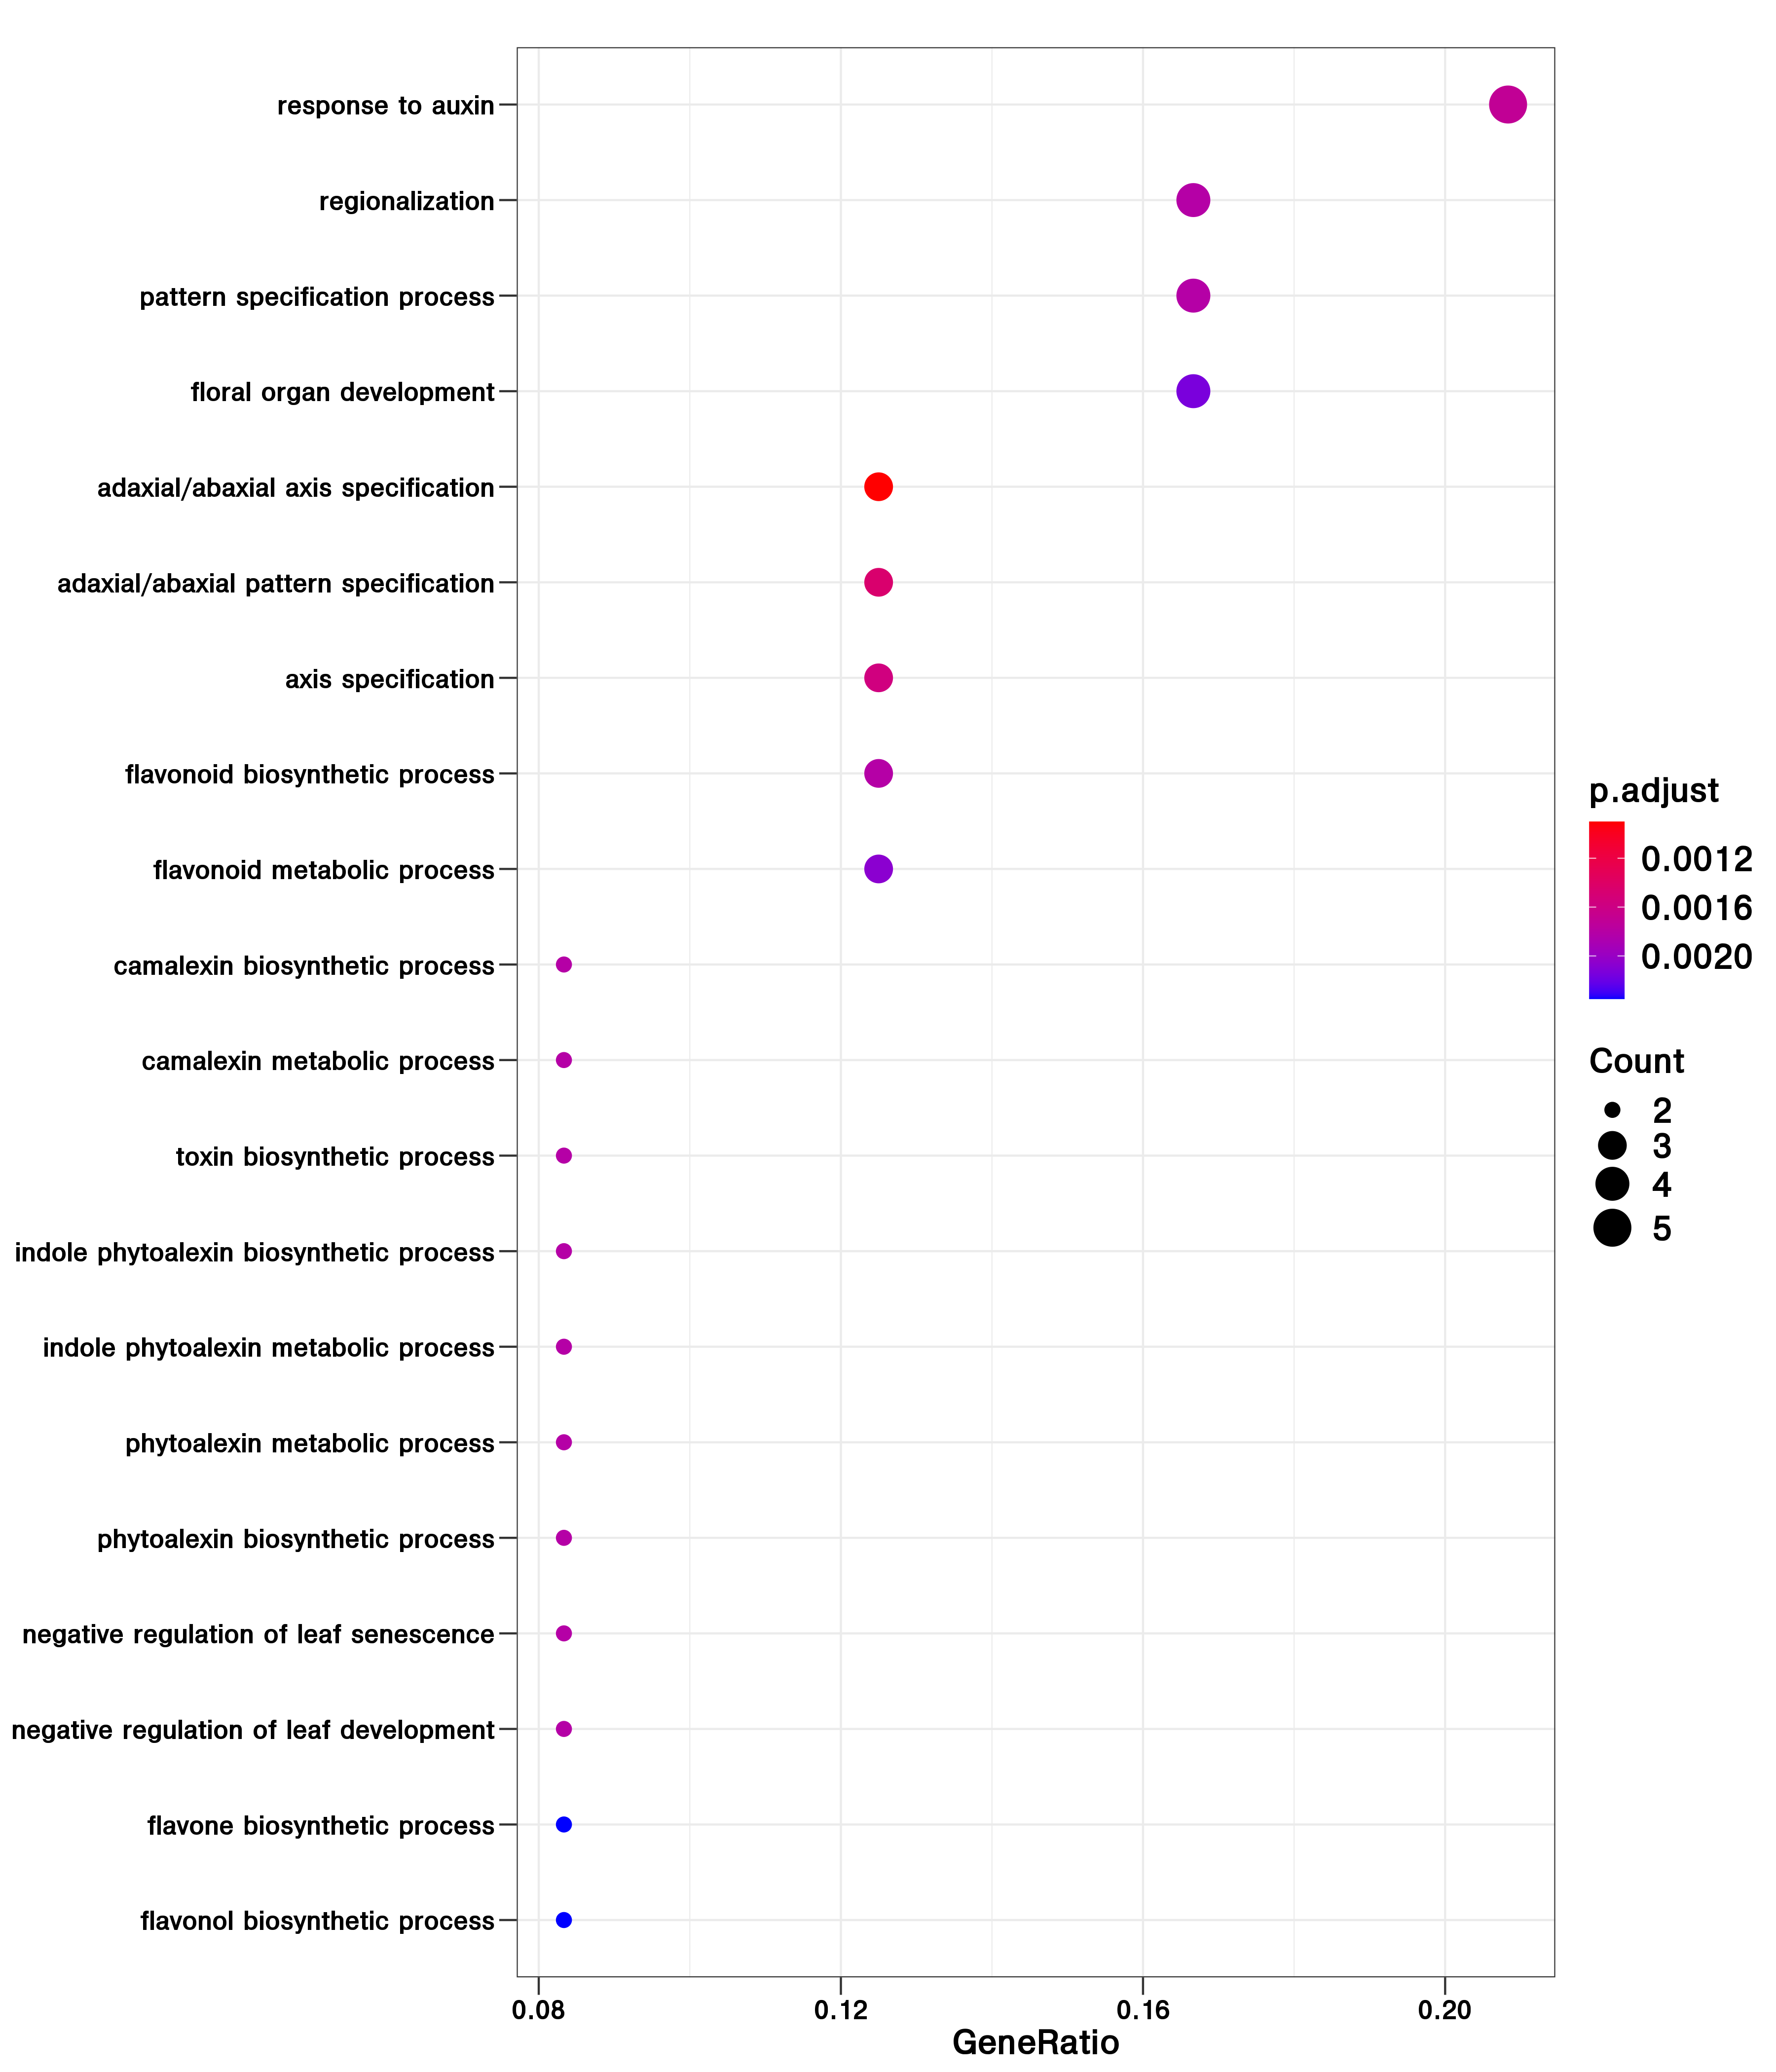 response to auxin
regionalization
pattern specification process
floral organ development
adaxial/abaxial axis specification
adaxial/abaxial pattern specification
axis specification
flavonoid biosynthetic process
flavonoid metabolic process
camalexin biosynthetic process
camalexin metabolic process
toxin biosynthetic process
indole phytoalexin biosynthetic process
indole phytoalexin metabolic process
phytoalexin metabolic process
phytoalexin biosynthetic process
negative regulation of leaf senescence
negative regulation of leaf development
flavone biosynthetic process
flavonol biosynthetic process
0.08 0.12 0.16 0.20
GeneRatio
p.adjust
0.0012
0.0016
0.0020
Count
2
3
4
5